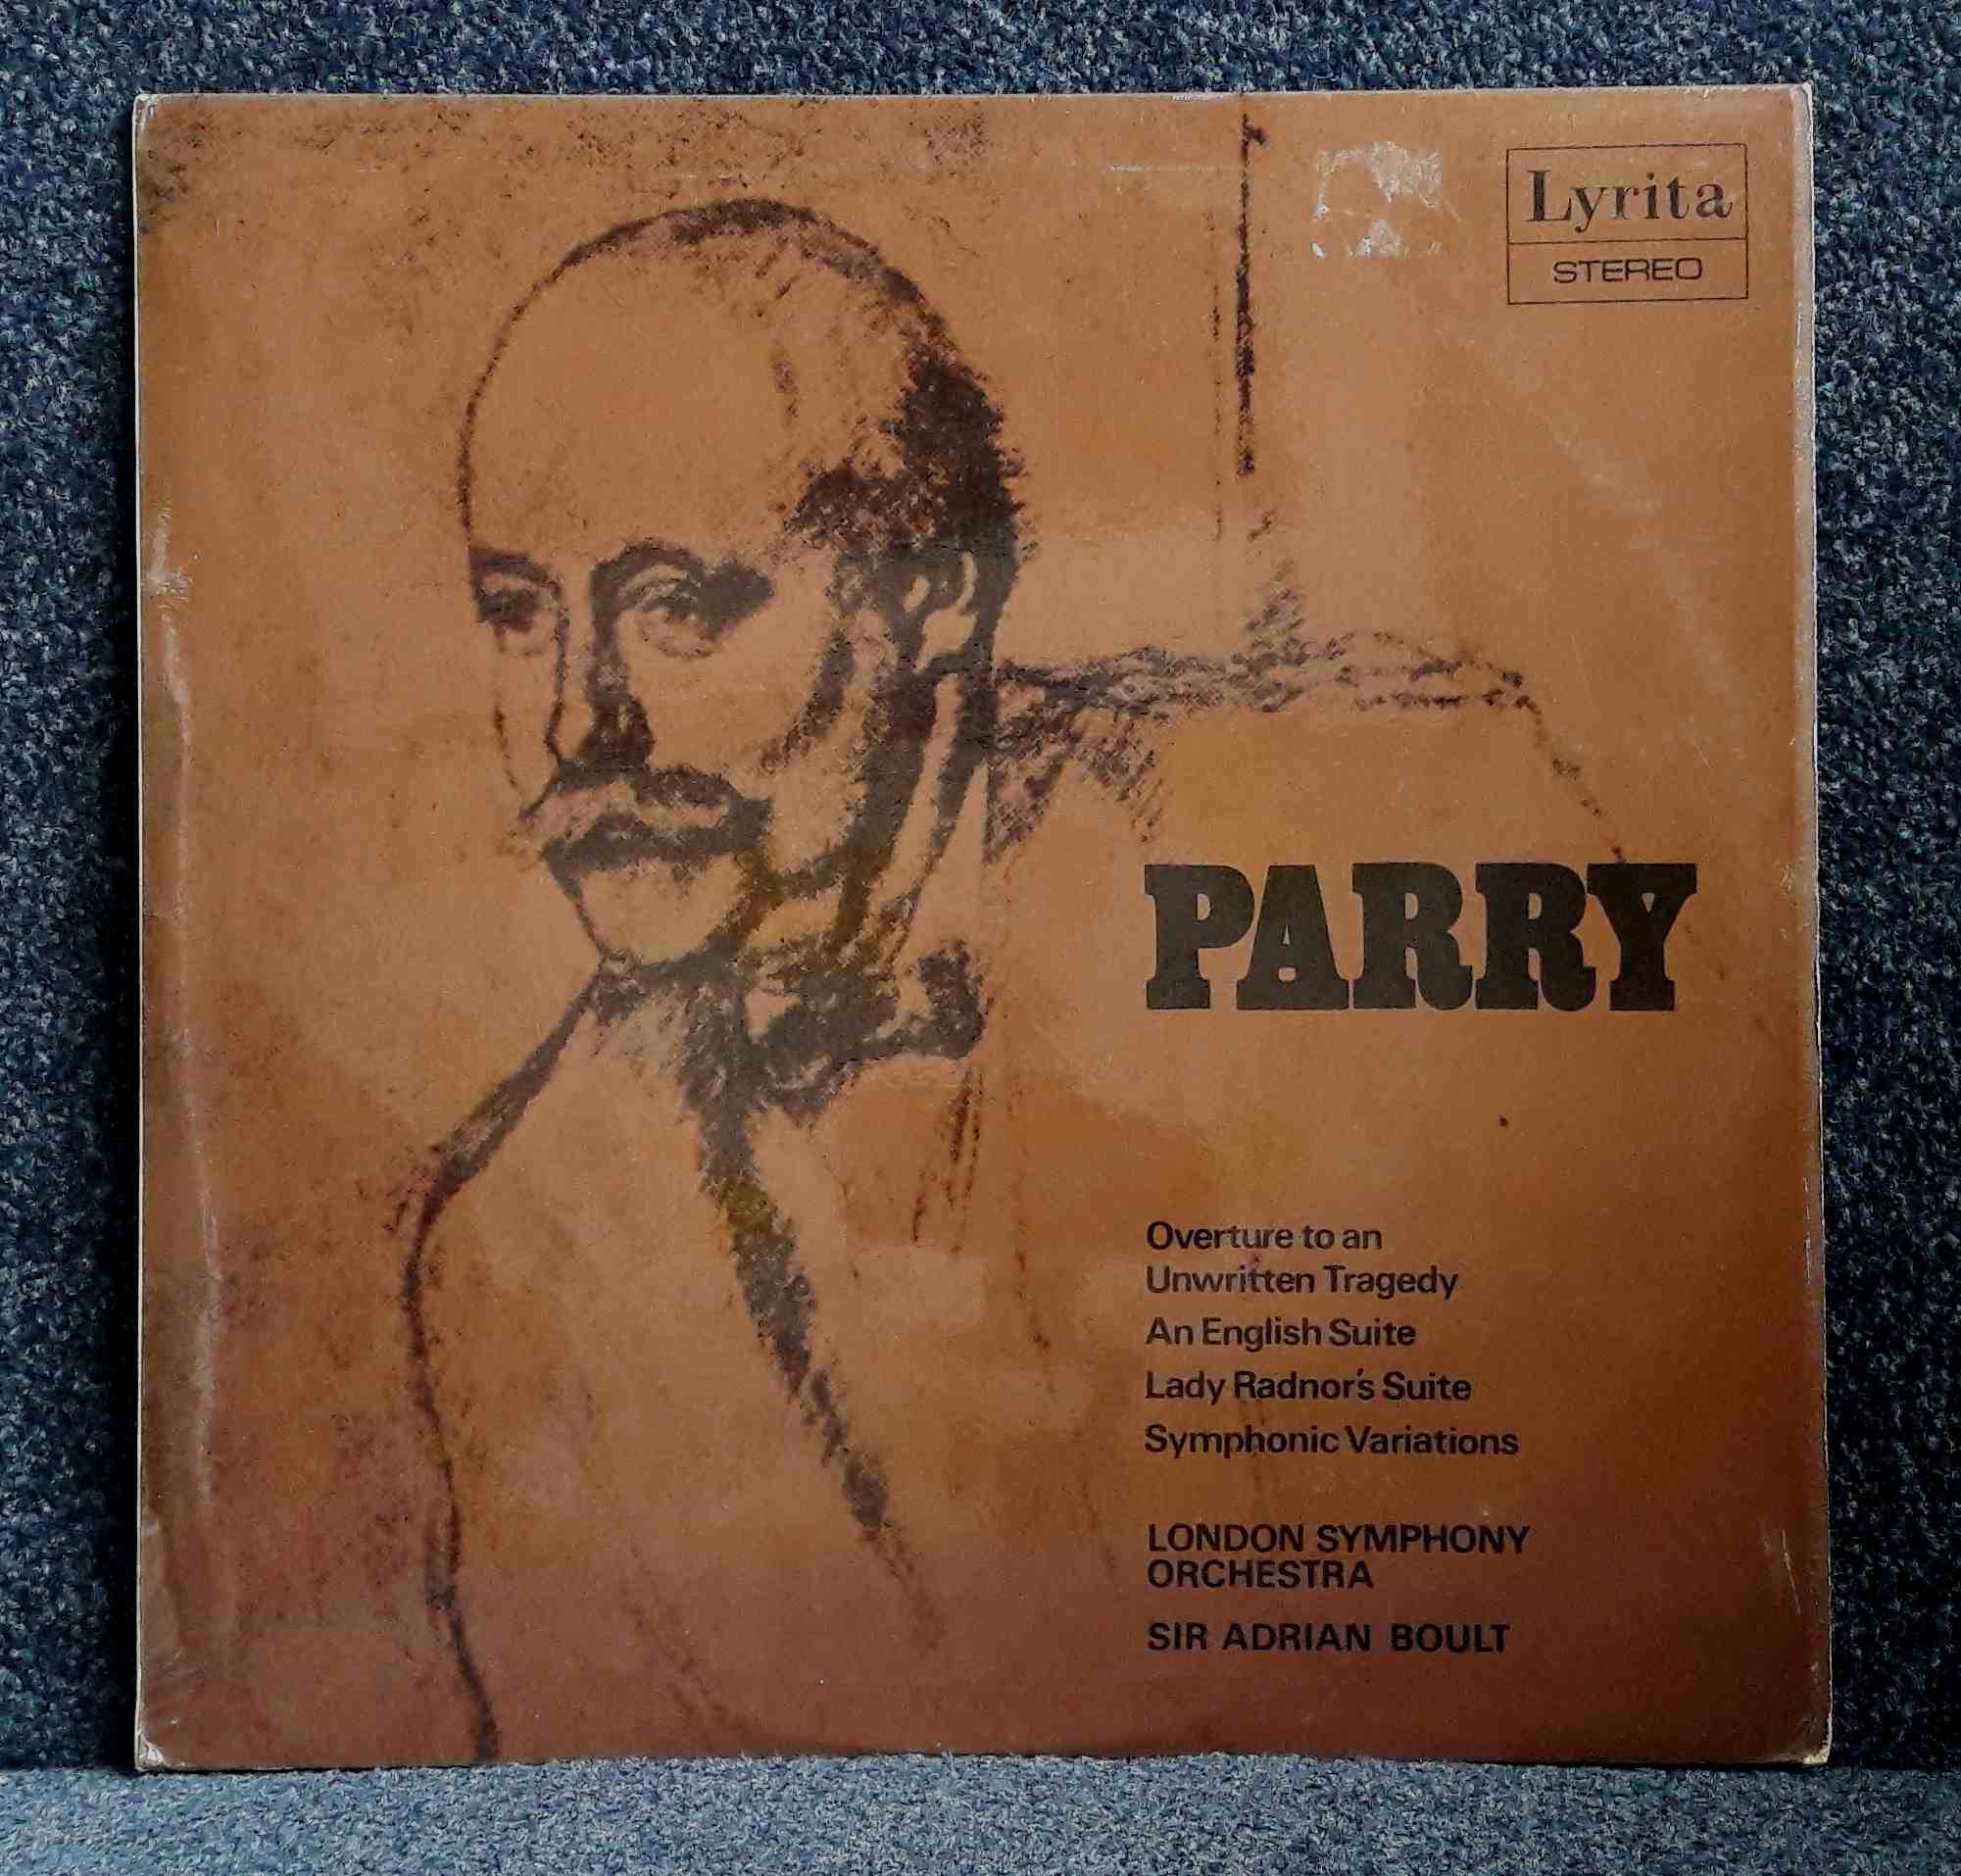 Lyrita
STEREO
PARRY
Overture to an
Unwritten Tragedy
An English Suite
Lady Radnor's Suite
Symphonic Variations
LONDON SYMPHONY
ORCHESTRA
SIR ADRIAN BOULT